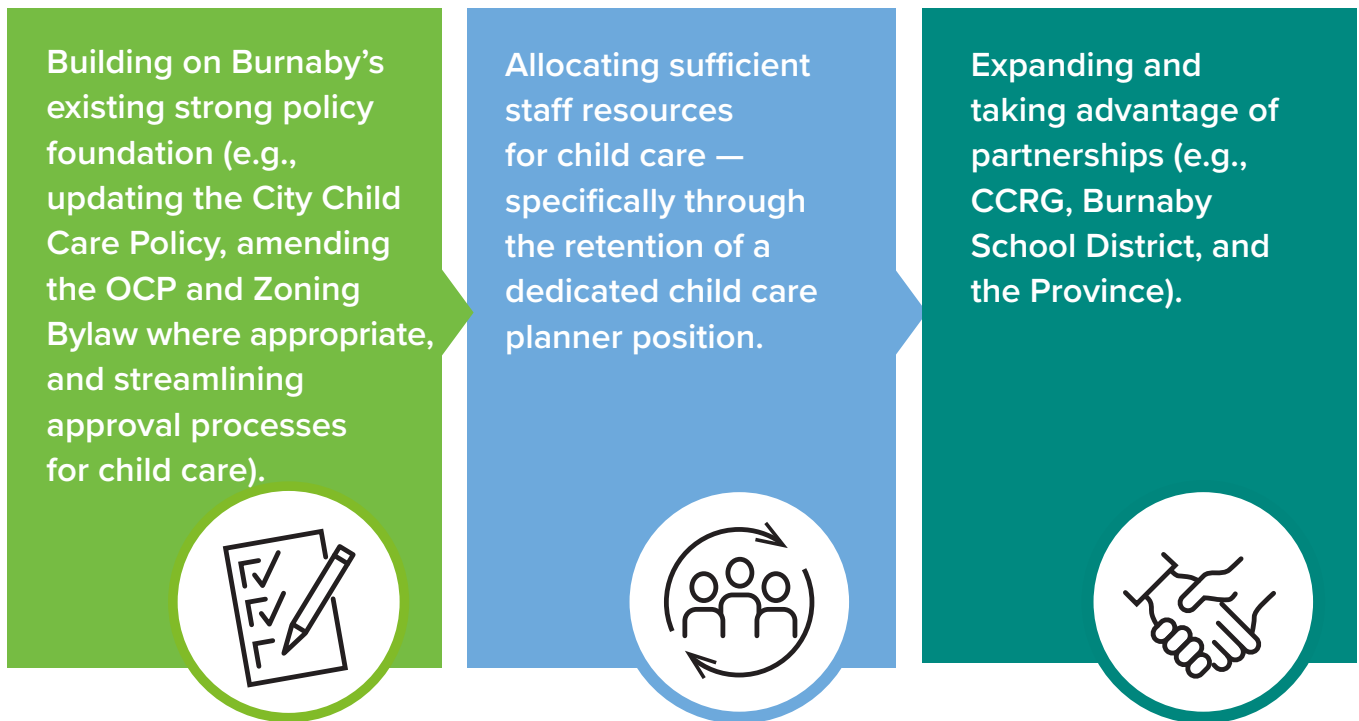 Building on Burnaby’s
existing strong policy
foundation (e.g.,
updating the City Child
Care Policy, amending
the OCP and Zoning
Bylaw where appropriate,
and streamlining
approval processes
for child care).
Allocating sufficient
staff resources
for child care —
specifically through
the retention of a
dedicated child care
planner position.
Expanding and
taking advantage of
partnerships (e.g.,
CCRG, Burnaby
School District, and
the Province).